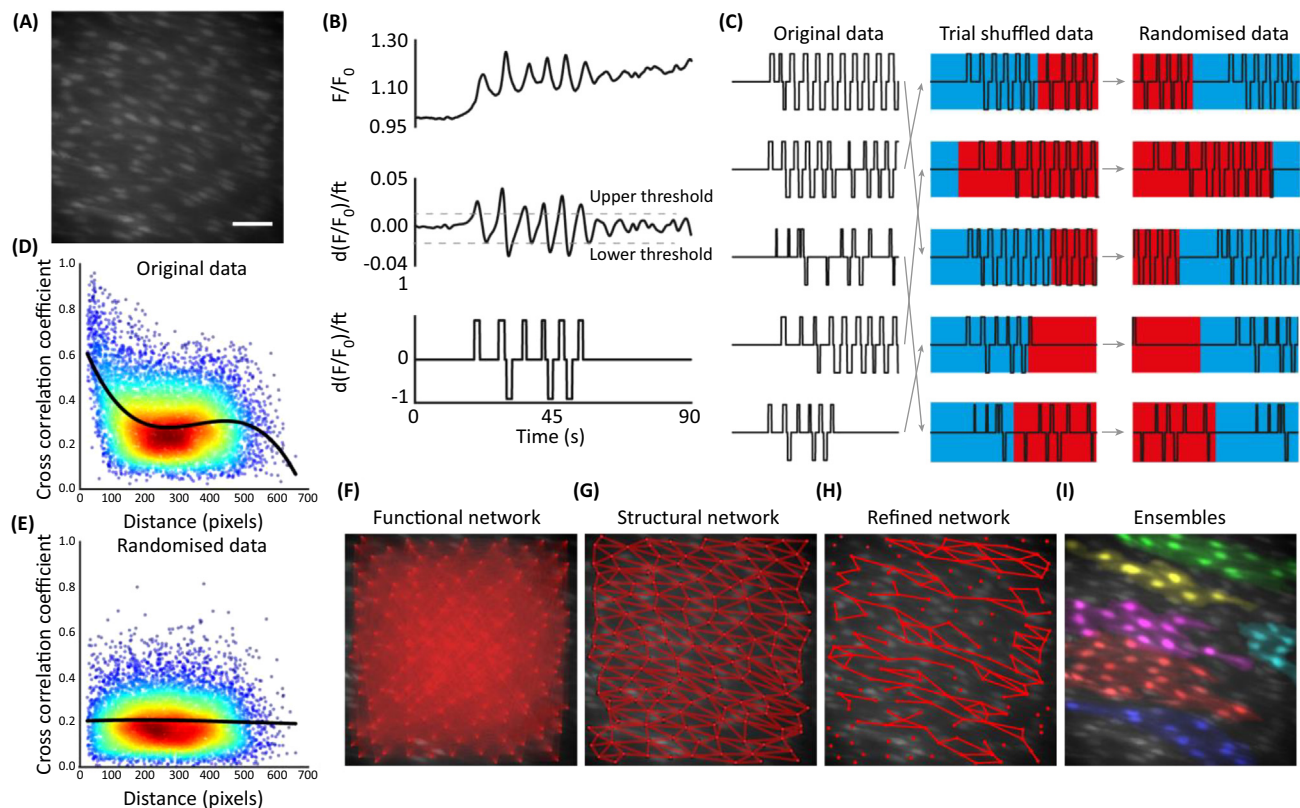 (A)
(B)
1.30
1.10
0.95
F/F0
0.05
0.00
-0.04
d(F/F0)/ft
Upper threshold
Lower threshold
1
0
-1
d(F/F0)/ft
0
45
90
Time (s)
(C)
Original data
Trial shuffled data
Randomised data
(D)
Original data
1.0
0.8
0.6
0.4
0.2
0.0
Cross correlation coefficient
0 100 200 300 400 500 600 700
Distance (pixels)
(E)
Randomised data
1.0
0.8
0.6
0.4
0.2
0.0
Cross correlation coefficient
0 100 200 300 400 500 600 700
Distance (pixels)
(F)
Functional network
(G)
Structural network
(H)
Refined network
(I)
Ensembles